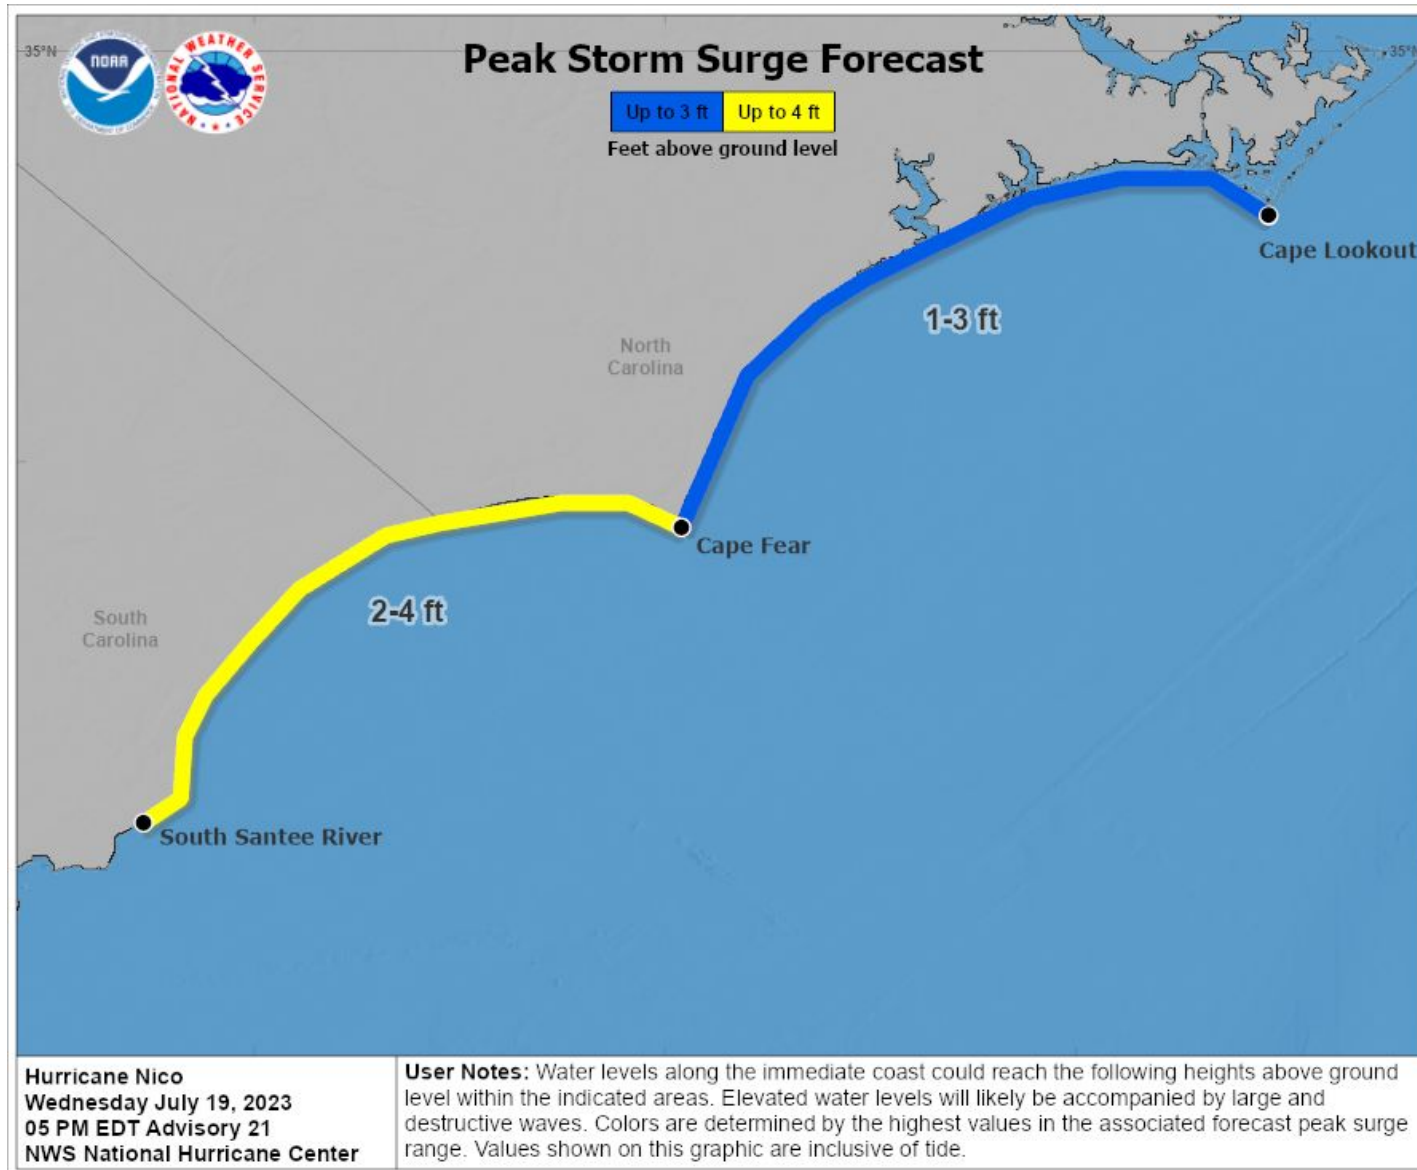 Peak Storm Surge Forecast
35°N
NOAA
NATIONAL WEATHER SERVICE
Up to 3 ft Up to 4 ft
Feet above ground level
Cape Lookout
1-3 ft
North
Carolina
Cape Fear
2-4 ft
South
Carolina
South Santee River
Hurricane Nico
Wednesday July 19, 2023
05 PM EDT Advisory 21
NWS National Hurricane Center
User Notes: Water levels along the immediate coast could reach the following heights above ground
level within the indicated areas. Elevated water levels will likely be accompanied by large and
destructive waves. Colors are determined by the highest values in the associated forecast peak surge
range. Values shown on this graphic are inclusive of tide.